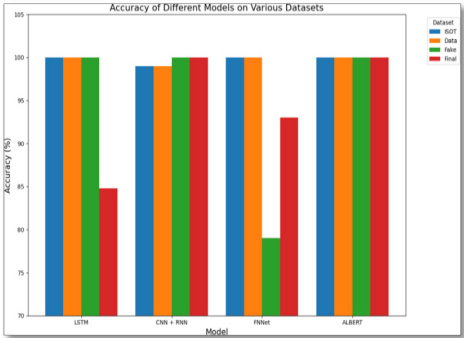 Accuracy of Different Models on Various Datasets
105
100
95
90
85
80
75
70
Accuracy (%)
LSTM
CNN + RNN
FNNet
ALBERT
Model
Dataset
ISOT
Data
Fake
Final